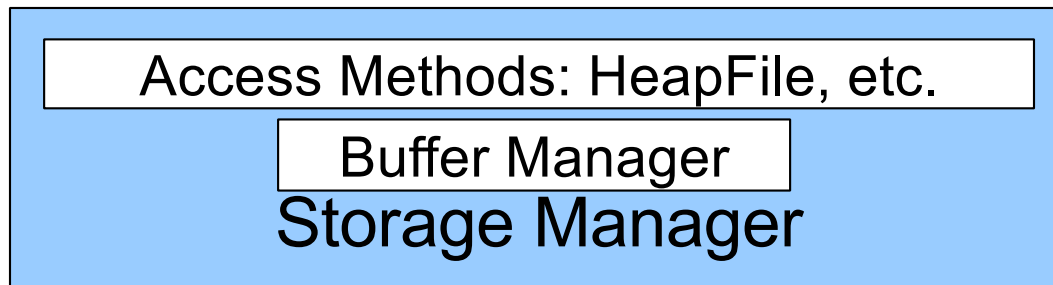 Access Methods: HeapFile, etc.
Buffer Manager
Storage Manager